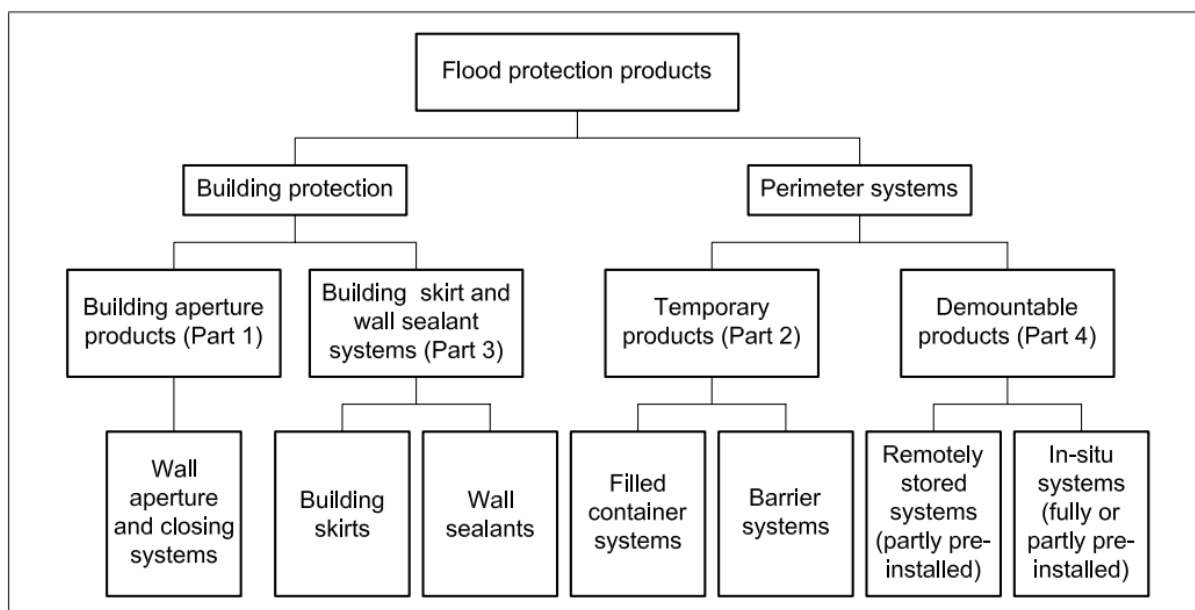 Flood protection products
Building protection
Perimeter systems
Building aperture
products (Part 1)
Building skirt and
wall sealant
systems (Part 3)
Temporary
products (Part 2)
Demountable
products (Part 4)
Wall
aperture
and closing
systems
Building
skirts
Wall
sealants
Filled
container
systems
Barrier
systems
Remotely
stored
systems
(partly pre-
installed)
In-situ
systems
(fully or
partly pre-
installed)